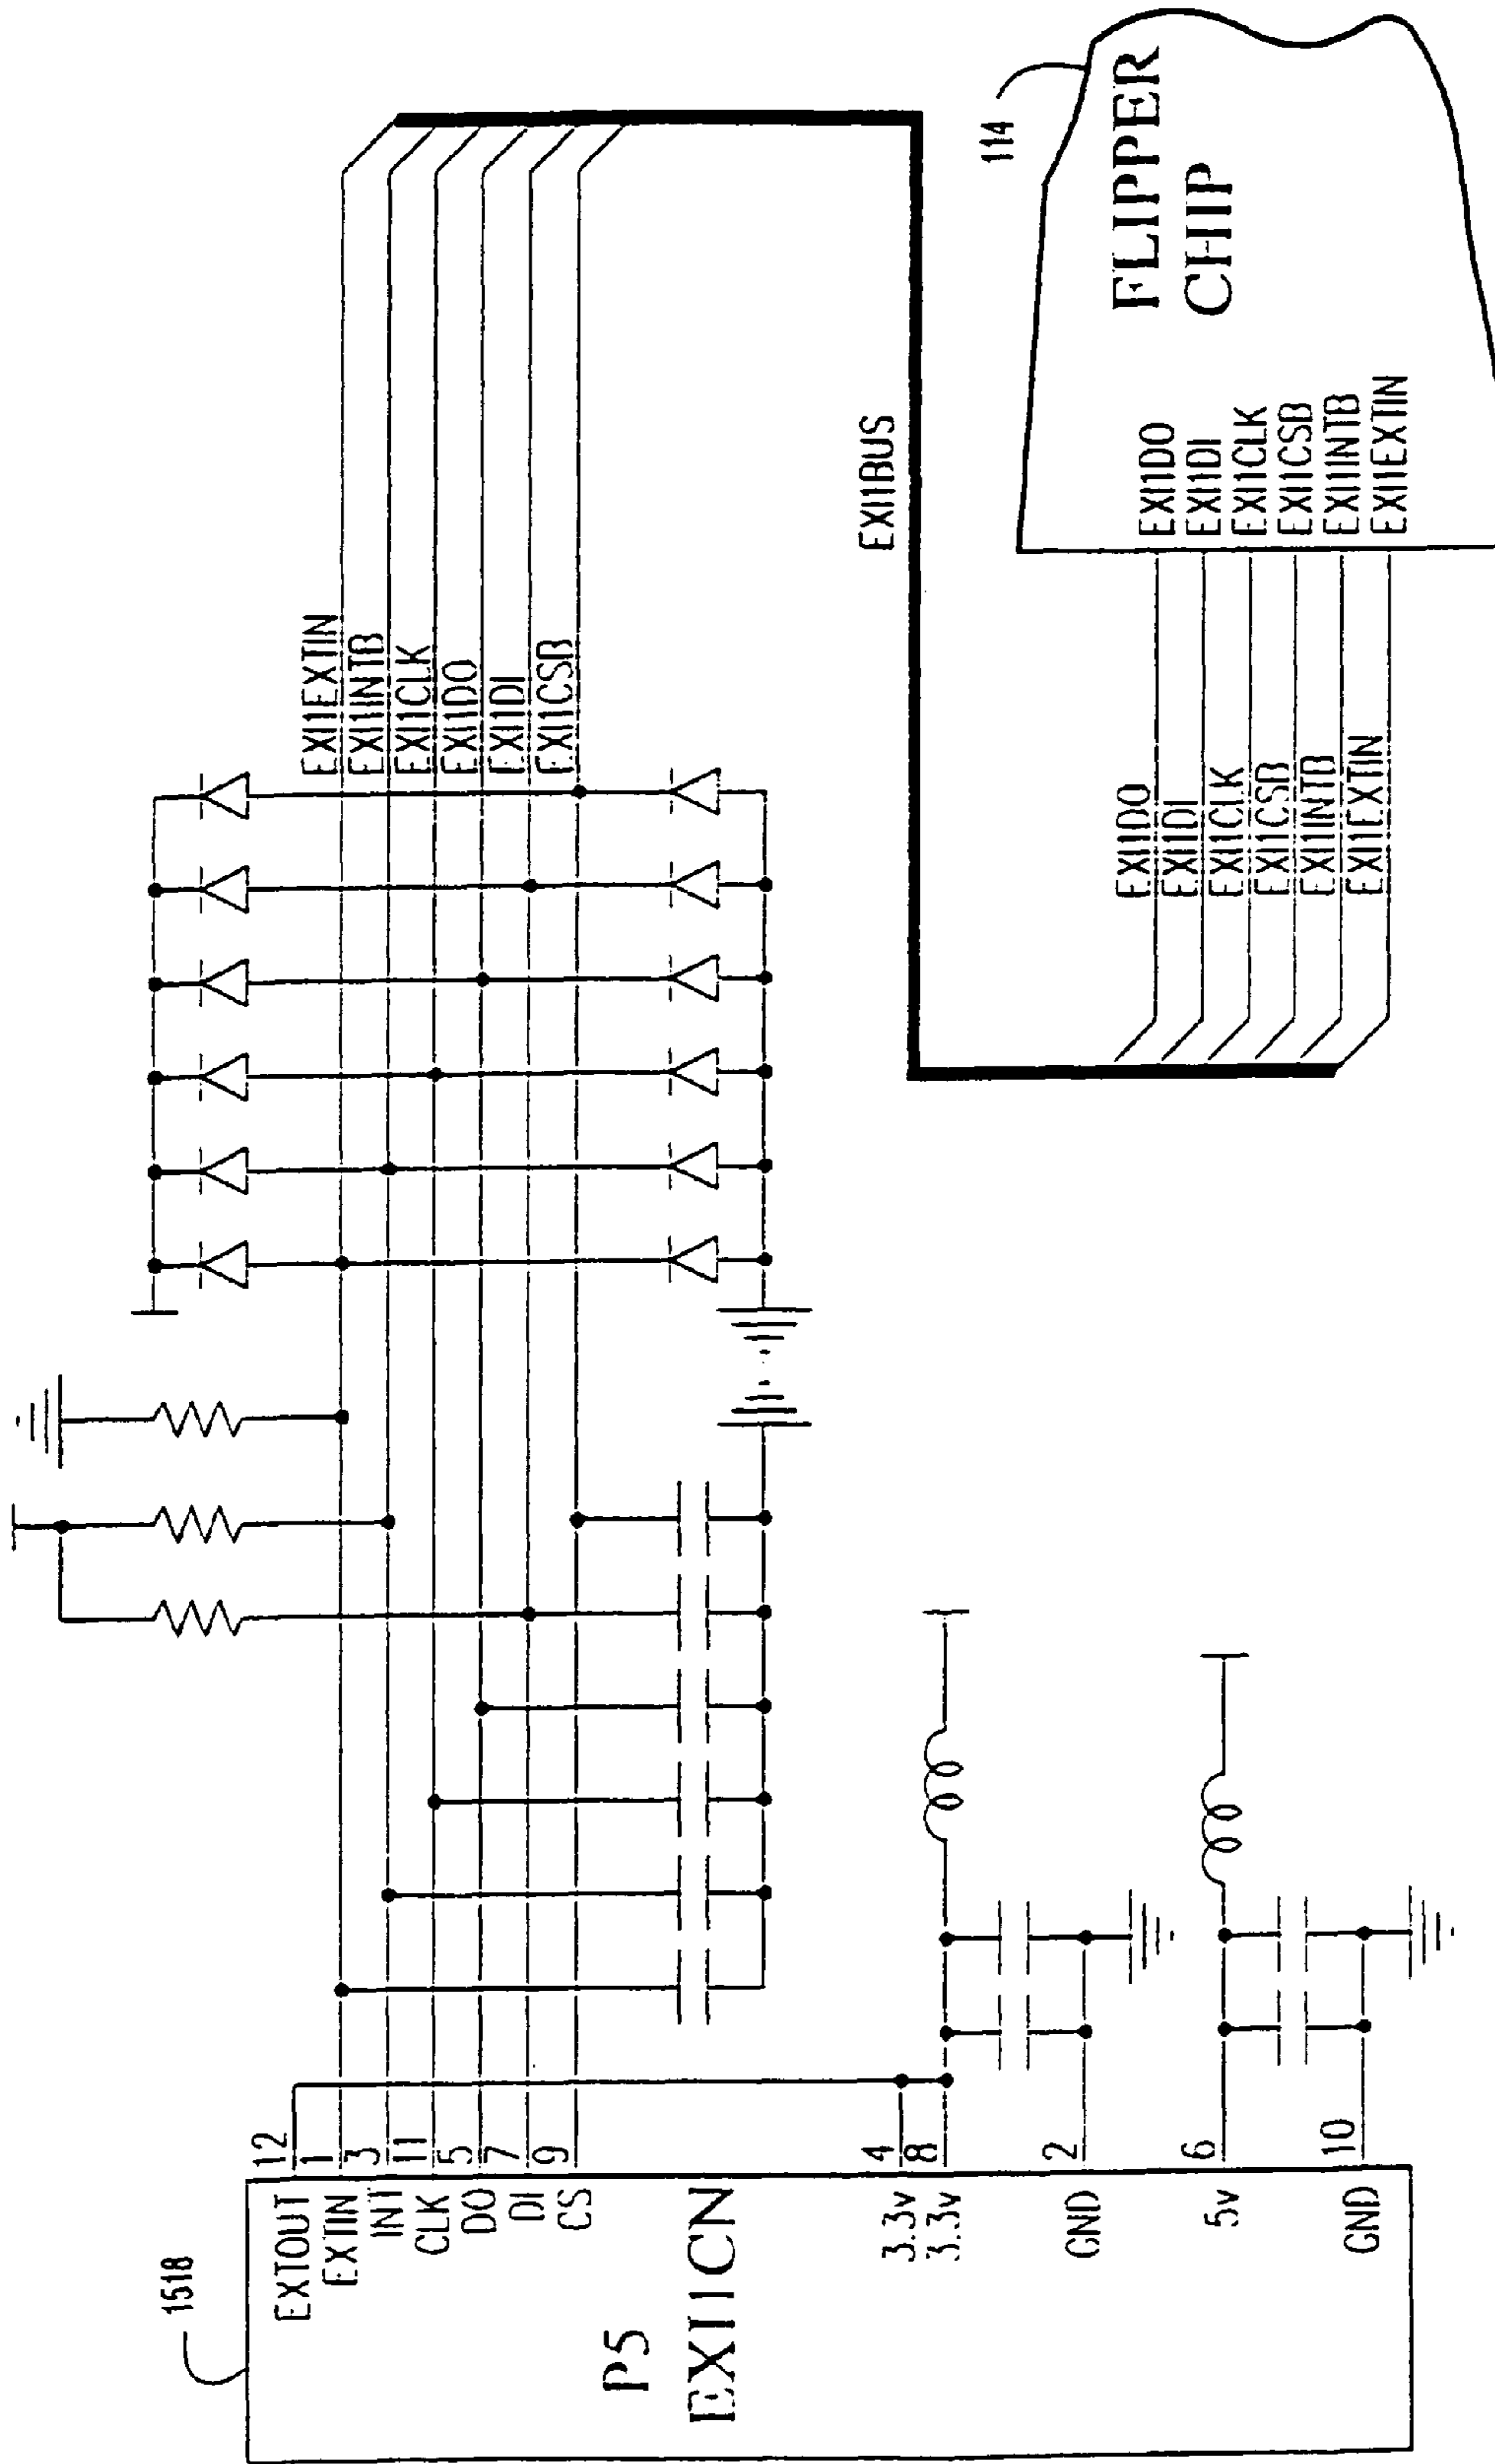 1518
P5
EXI1CN
EXTOUT 12
EXTIN 1
INT 3
CLK 11
DO 5
DI 7
CS 9
3.3v 4
3.3v 8
GND 2
5v 6
GND 10
EXI1EXTIN
EXI1INTB
EXI1CLK
EXI1DO
EXI1DI
EXI1CSB
EXI1BUS
EXI1DO
EXI1DI
EXI1CLK
EXI1CSB
EXI1INTB
EXI1EXTIN
EXI1DO
EXI1DI
EXI1CLK
EXI1CSB
EXI1INTB
EXI1EXTIN
114
FLIPPER
CHIP